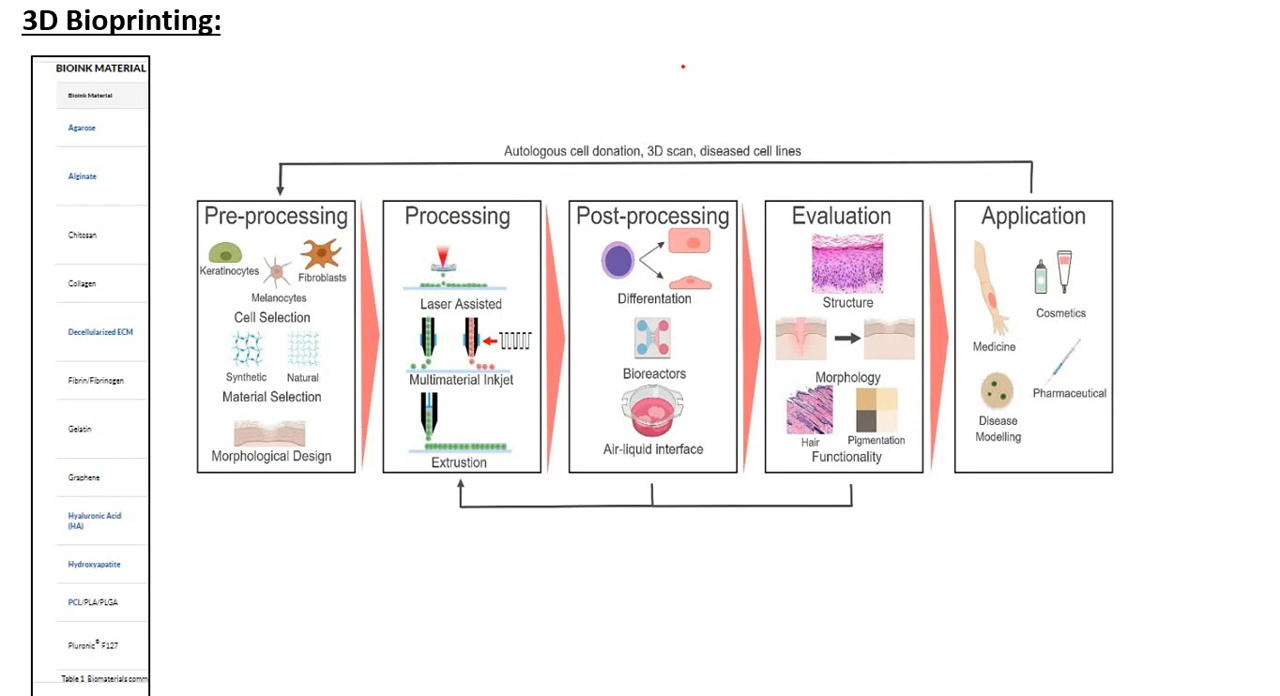 3D Bioprinting:
BIOINK MATERIAL
Bioink Material
Agarose
Alginate
Chitosan
Collagen
Decellularized ECM
Fibrin/Fibrinogen
Gelatin
Graphene
Hyaluronic Acid
(HA)
Hydroxyapatite
PCL/PLA/PLGA
Pluronic® F127
Table 1 Biomaterials comm
Autologous cell donation, 3D scan, diseased cell lines
Pre-processing
Keratinocytes
Fibroblasts
Melanocytes
Cell Selection
Synthetic
Natural
Material Selection
Morphological Design
Processing
Laser Assisted
Multimaterial Inkjet
Extrustion
Post-processing
Differentation
Bioreactors
Air-liquid interface
Evaluation
Structure
Morphology
Hair
Pigmentation
Functionality
Application
Cosmetics
Medicine
Pharmaceutical
Disease
Modelling